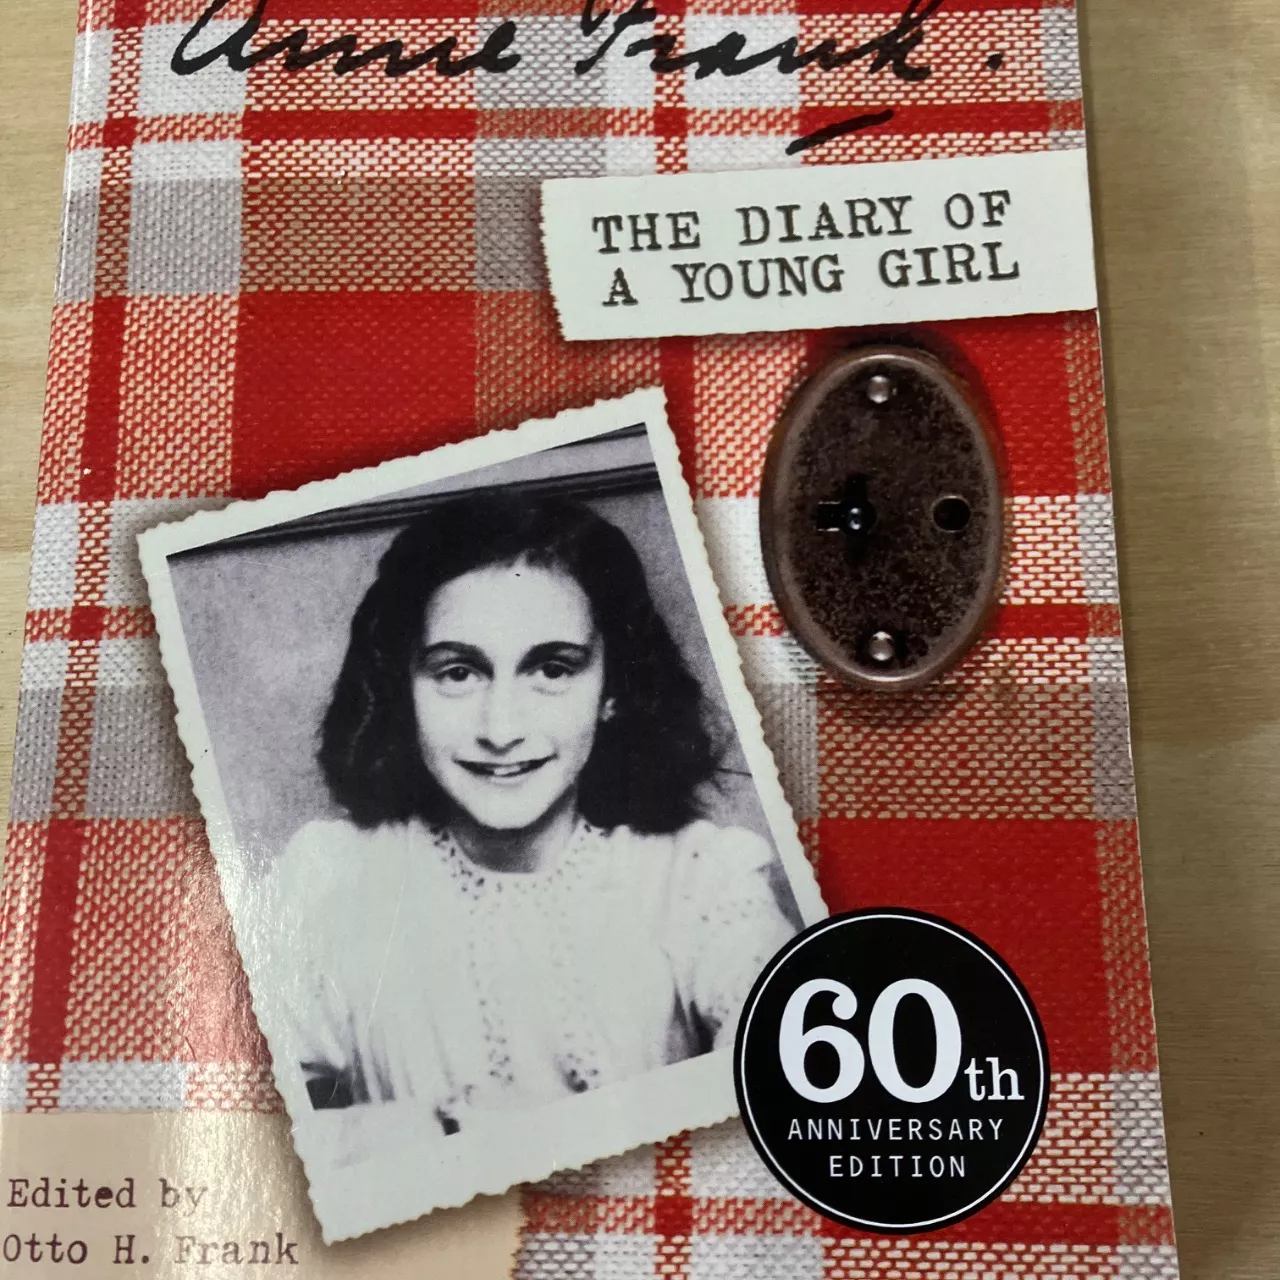 Anne Frank.
THE DIARY OF
A YOUNG GIRL
60th
ANNIVERSARY
EDITION
Edited by
Otto H. Frank